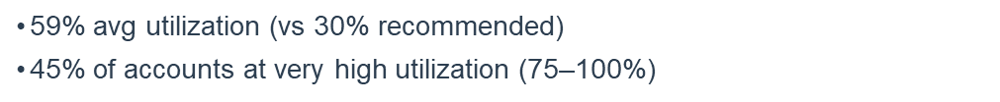 •59% avg utilization (vs 30% recommended)
•45% of accounts at very high utilization (75–100%)